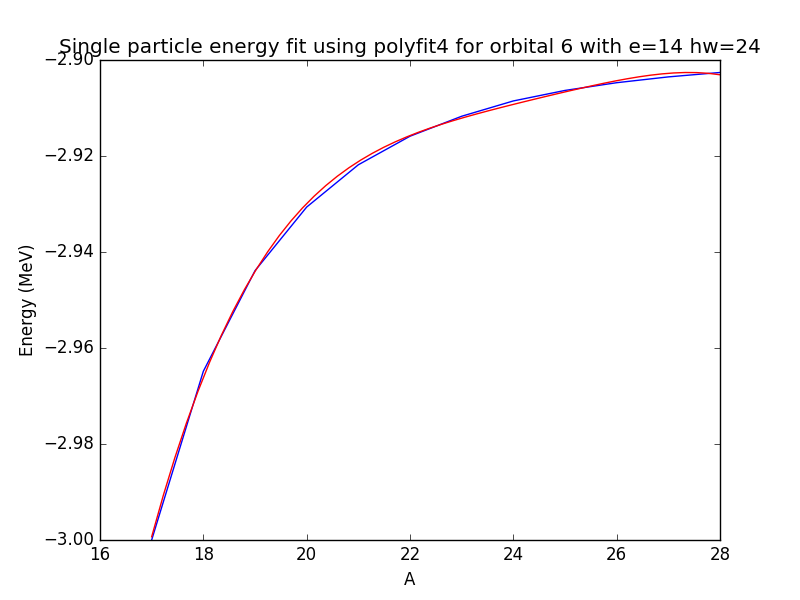 Single particle energy fit using polyfit4 for orbital 6 with e=14 hw=24
−2.90
−2.92
−2.94
−2.96
−2.98
−3.00
Energy (MeV)
16 18 20 22 24 26 28
A